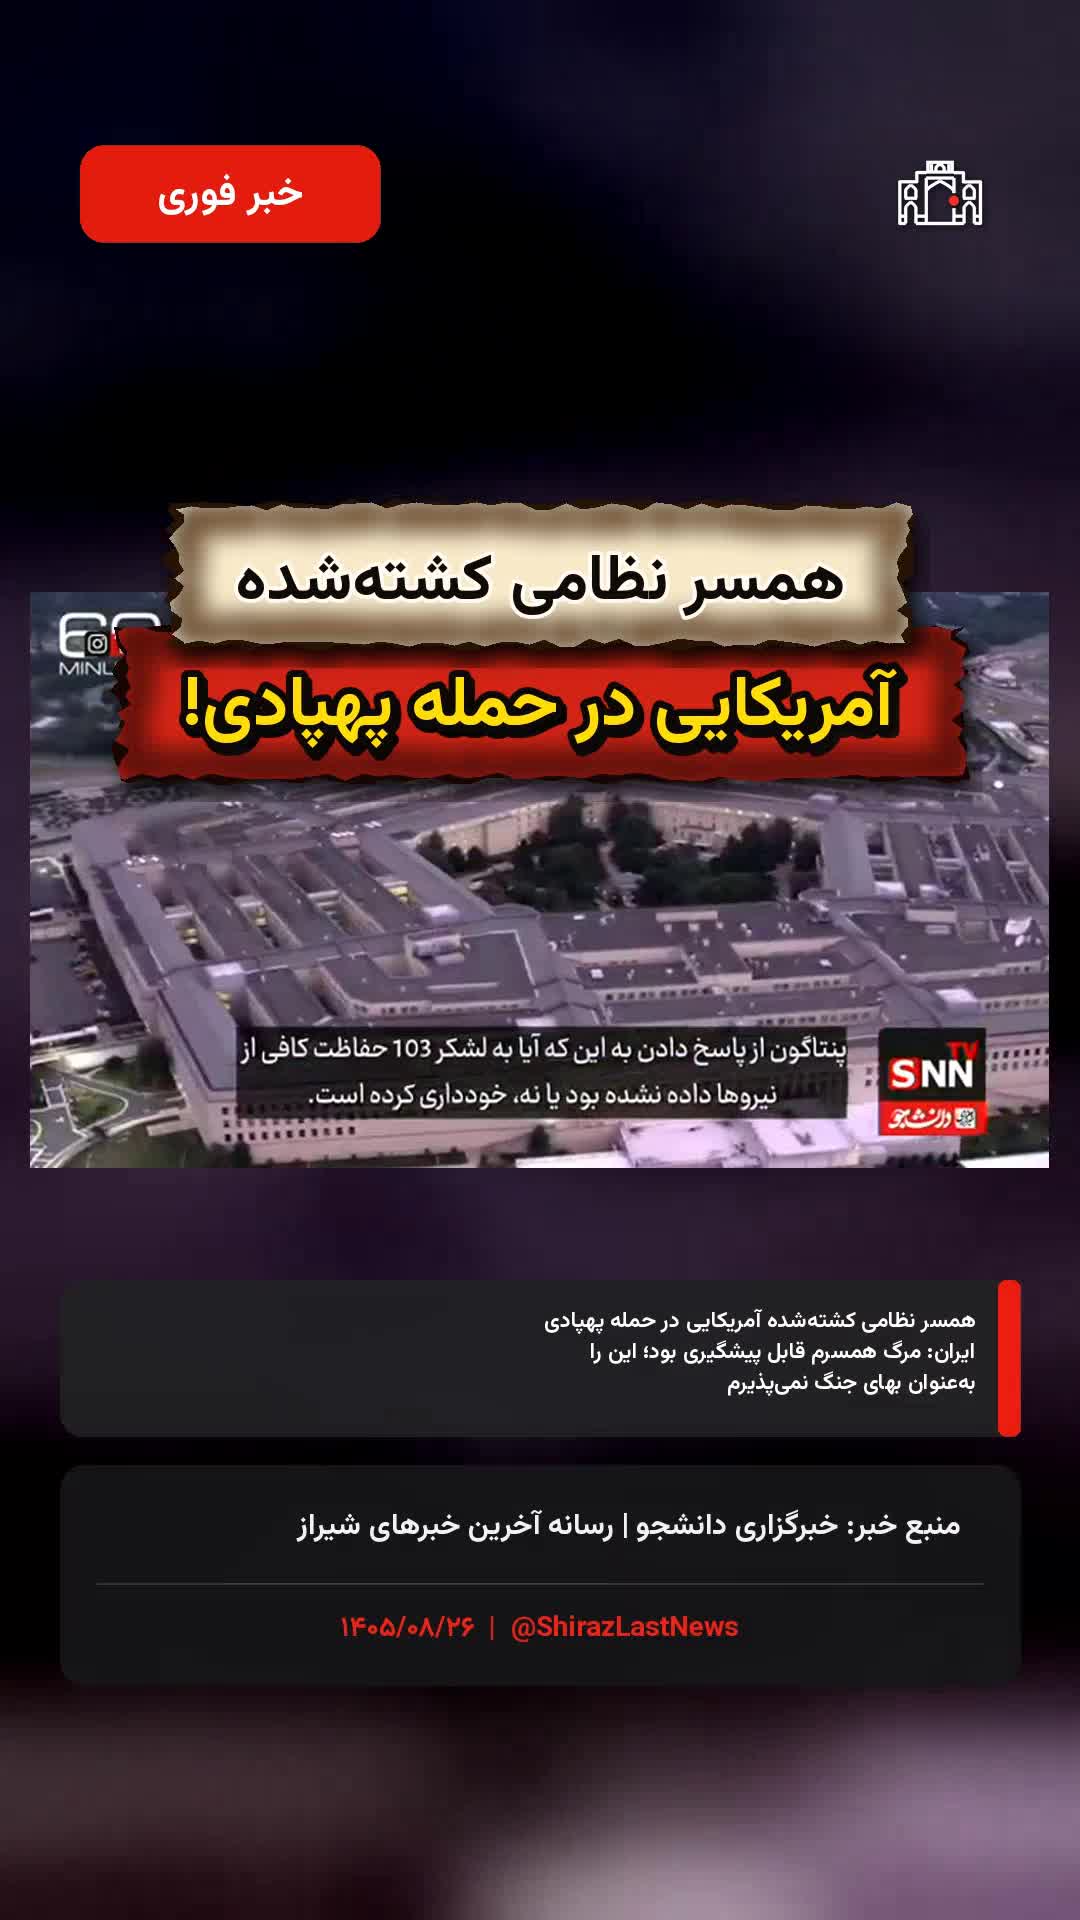 خبر فوری
همسر نظامی کشته‌شده
آمریکایی در حمله پهپادی!
پنتاگون از پاسخ دادن به این که آیا به لشکر 103 حفاظت کافی از
نیروها داده نشده بود یا نه، خودداری کرده است.
SNN TV
دانشجو
همسر نظامی کشته‌شده آمریکایی در حمله پهپادی
ایران: مرگ همسرم قابل پیشگیری بود؛ این را
به‌عنوان بهای جنگ نمی‌پذیرم
منبع خبر: خبرگزاری دانشجو | رسانه آخرین خبرهای شیراز
۱۴۰۵/۰۸/۲۶ | @ShirazLastNews